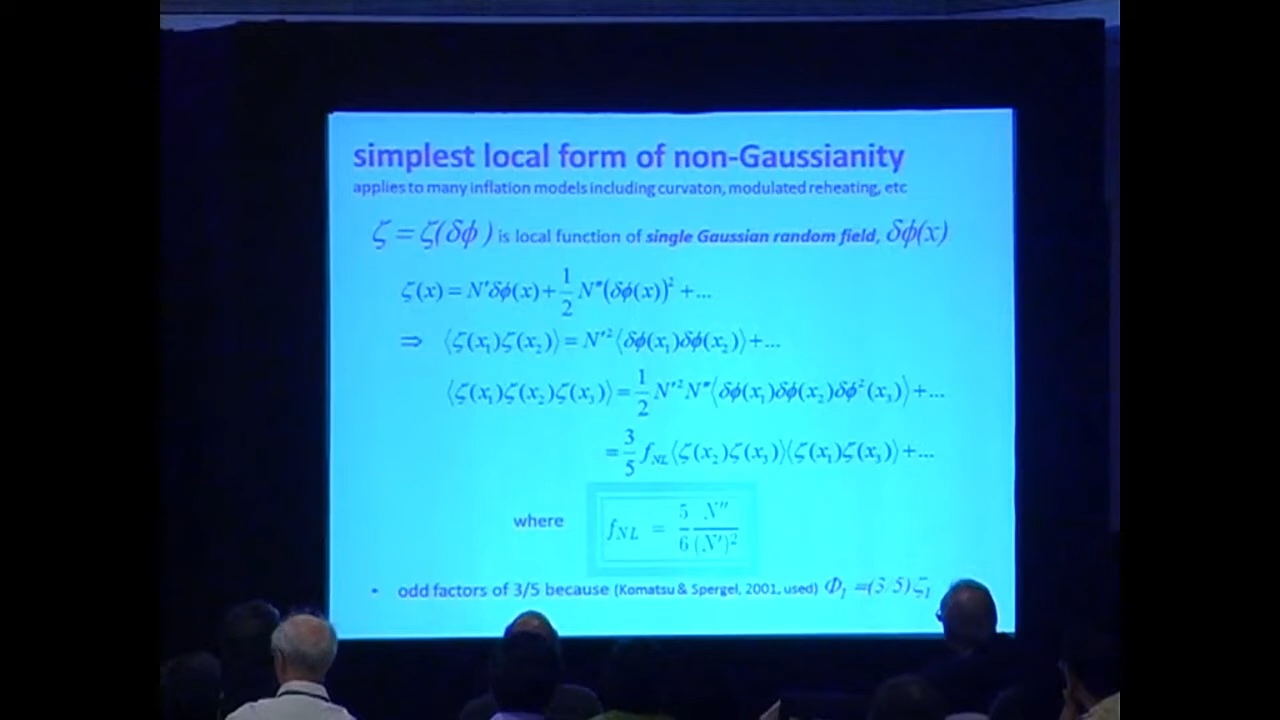 simplest local form of non-Gaussianity
applies to many inflation models including curvaton, modulated reheating, etc
ζ = ζ(δϕ ) is local function of single Gaussian random field, δϕ(x)
ζ(x) = N'δϕ(x) + 1/2 N''(δϕ(x))² + ...
⇒ ⟨ζ(x₁)ζ(x₂)⟩ = N'²⟨δϕ(x₁)δϕ(x₂)⟩ + ...
⟨ζ(x₁)ζ(x₂)ζ(x₃)⟩ = 1/2 N'²N''⟨δϕ(x₁)δϕ(x₂)δϕ²(x₃)⟩ + ...
= 3/5 f_NL⟨ζ(x₂)ζ(x₃)⟩⟨ζ(x₁)ζ(x₃)⟩ + ...
where f_NL = 5/6 N''/(N')²
• odd factors of 3/5 because (Komatsu & Spergel, 2001, used) Φ₁ =(3/5)ζ₁